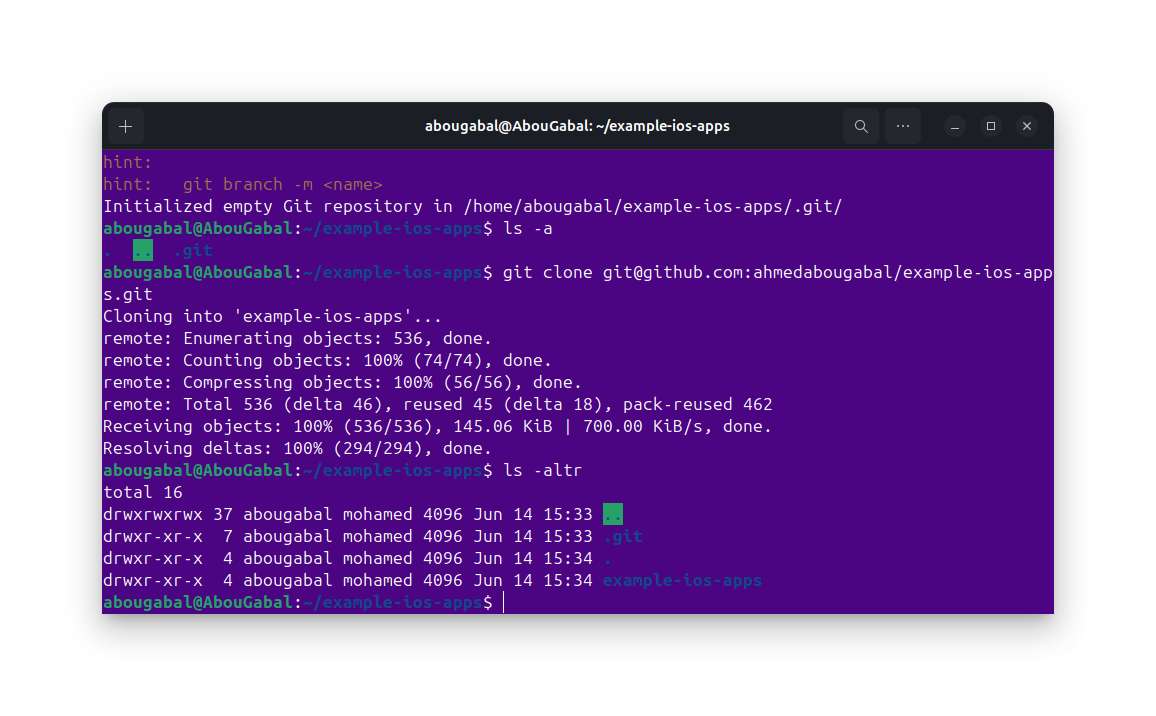 abougabal@AbouGabal: ~/example-ios-apps
hint:
hint:   git branch -m <name>
Initialized empty Git repository in /home/abougabal/example-ios-apps/.git/
abougabal@AbouGabal:~/example-ios-apps$ ls -a
.  ..  .git
abougabal@AbouGabal:~/example-ios-apps$ git clone git@github.com:ahmedabougabal/example-ios-app
s.git
Cloning into 'example-ios-apps'...
remote: Enumerating objects: 536, done.
remote: Counting objects: 100% (74/74), done.
remote: Compressing objects: 100% (56/56), done.
remote: Total 536 (delta 46), reused 45 (delta 18), pack-reused 462
Receiving objects: 100% (536/536), 145.06 KiB | 700.00 KiB/s, done.
Resolving deltas: 100% (294/294), done.
abougabal@AbouGabal:~/example-ios-apps$ ls -altr
total 16
drwxrwxrwx 37 abougabal mohamed 4096 Jun 14 15:33 ..
drwxr-xr-x  7 abougabal mohamed 4096 Jun 14 15:33 .git
drwxr-xr-x  4 abougabal mohamed 4096 Jun 14 15:34 .
drwxr-xr-x  4 abougabal mohamed 4096 Jun 14 15:34 example-ios-apps
abougabal@AbouGabal:~/example-ios-apps$